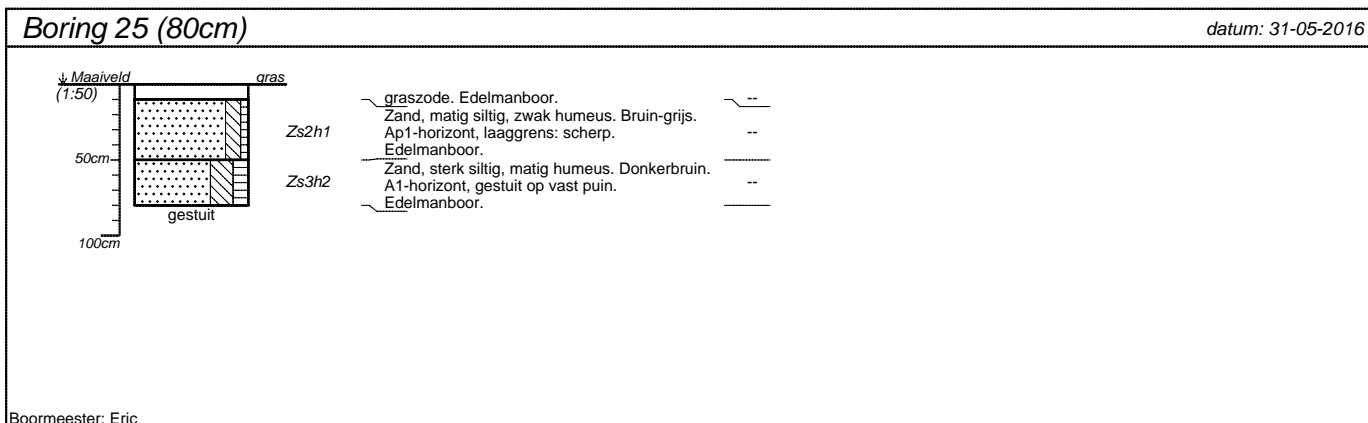 Boring 25 (80cm)
datum: 31-05-2016
Maaiveld
gras
(1:50)
graszode. Edelmanboor.
--
Zand, matig siltig, zwak humeus. Bruin-grijs.
Zs2h1
Ap1-horizont, laaggrens: scherp.
--
Edelmanboor.
50cm
Zand, sterk siltig, matig humeus. Donkerbruin.
Zs3h2
A1-horizont, gestuit op vast puin.
--
Edelmanboor.
gestuit
100cm
Boormeester: Eric